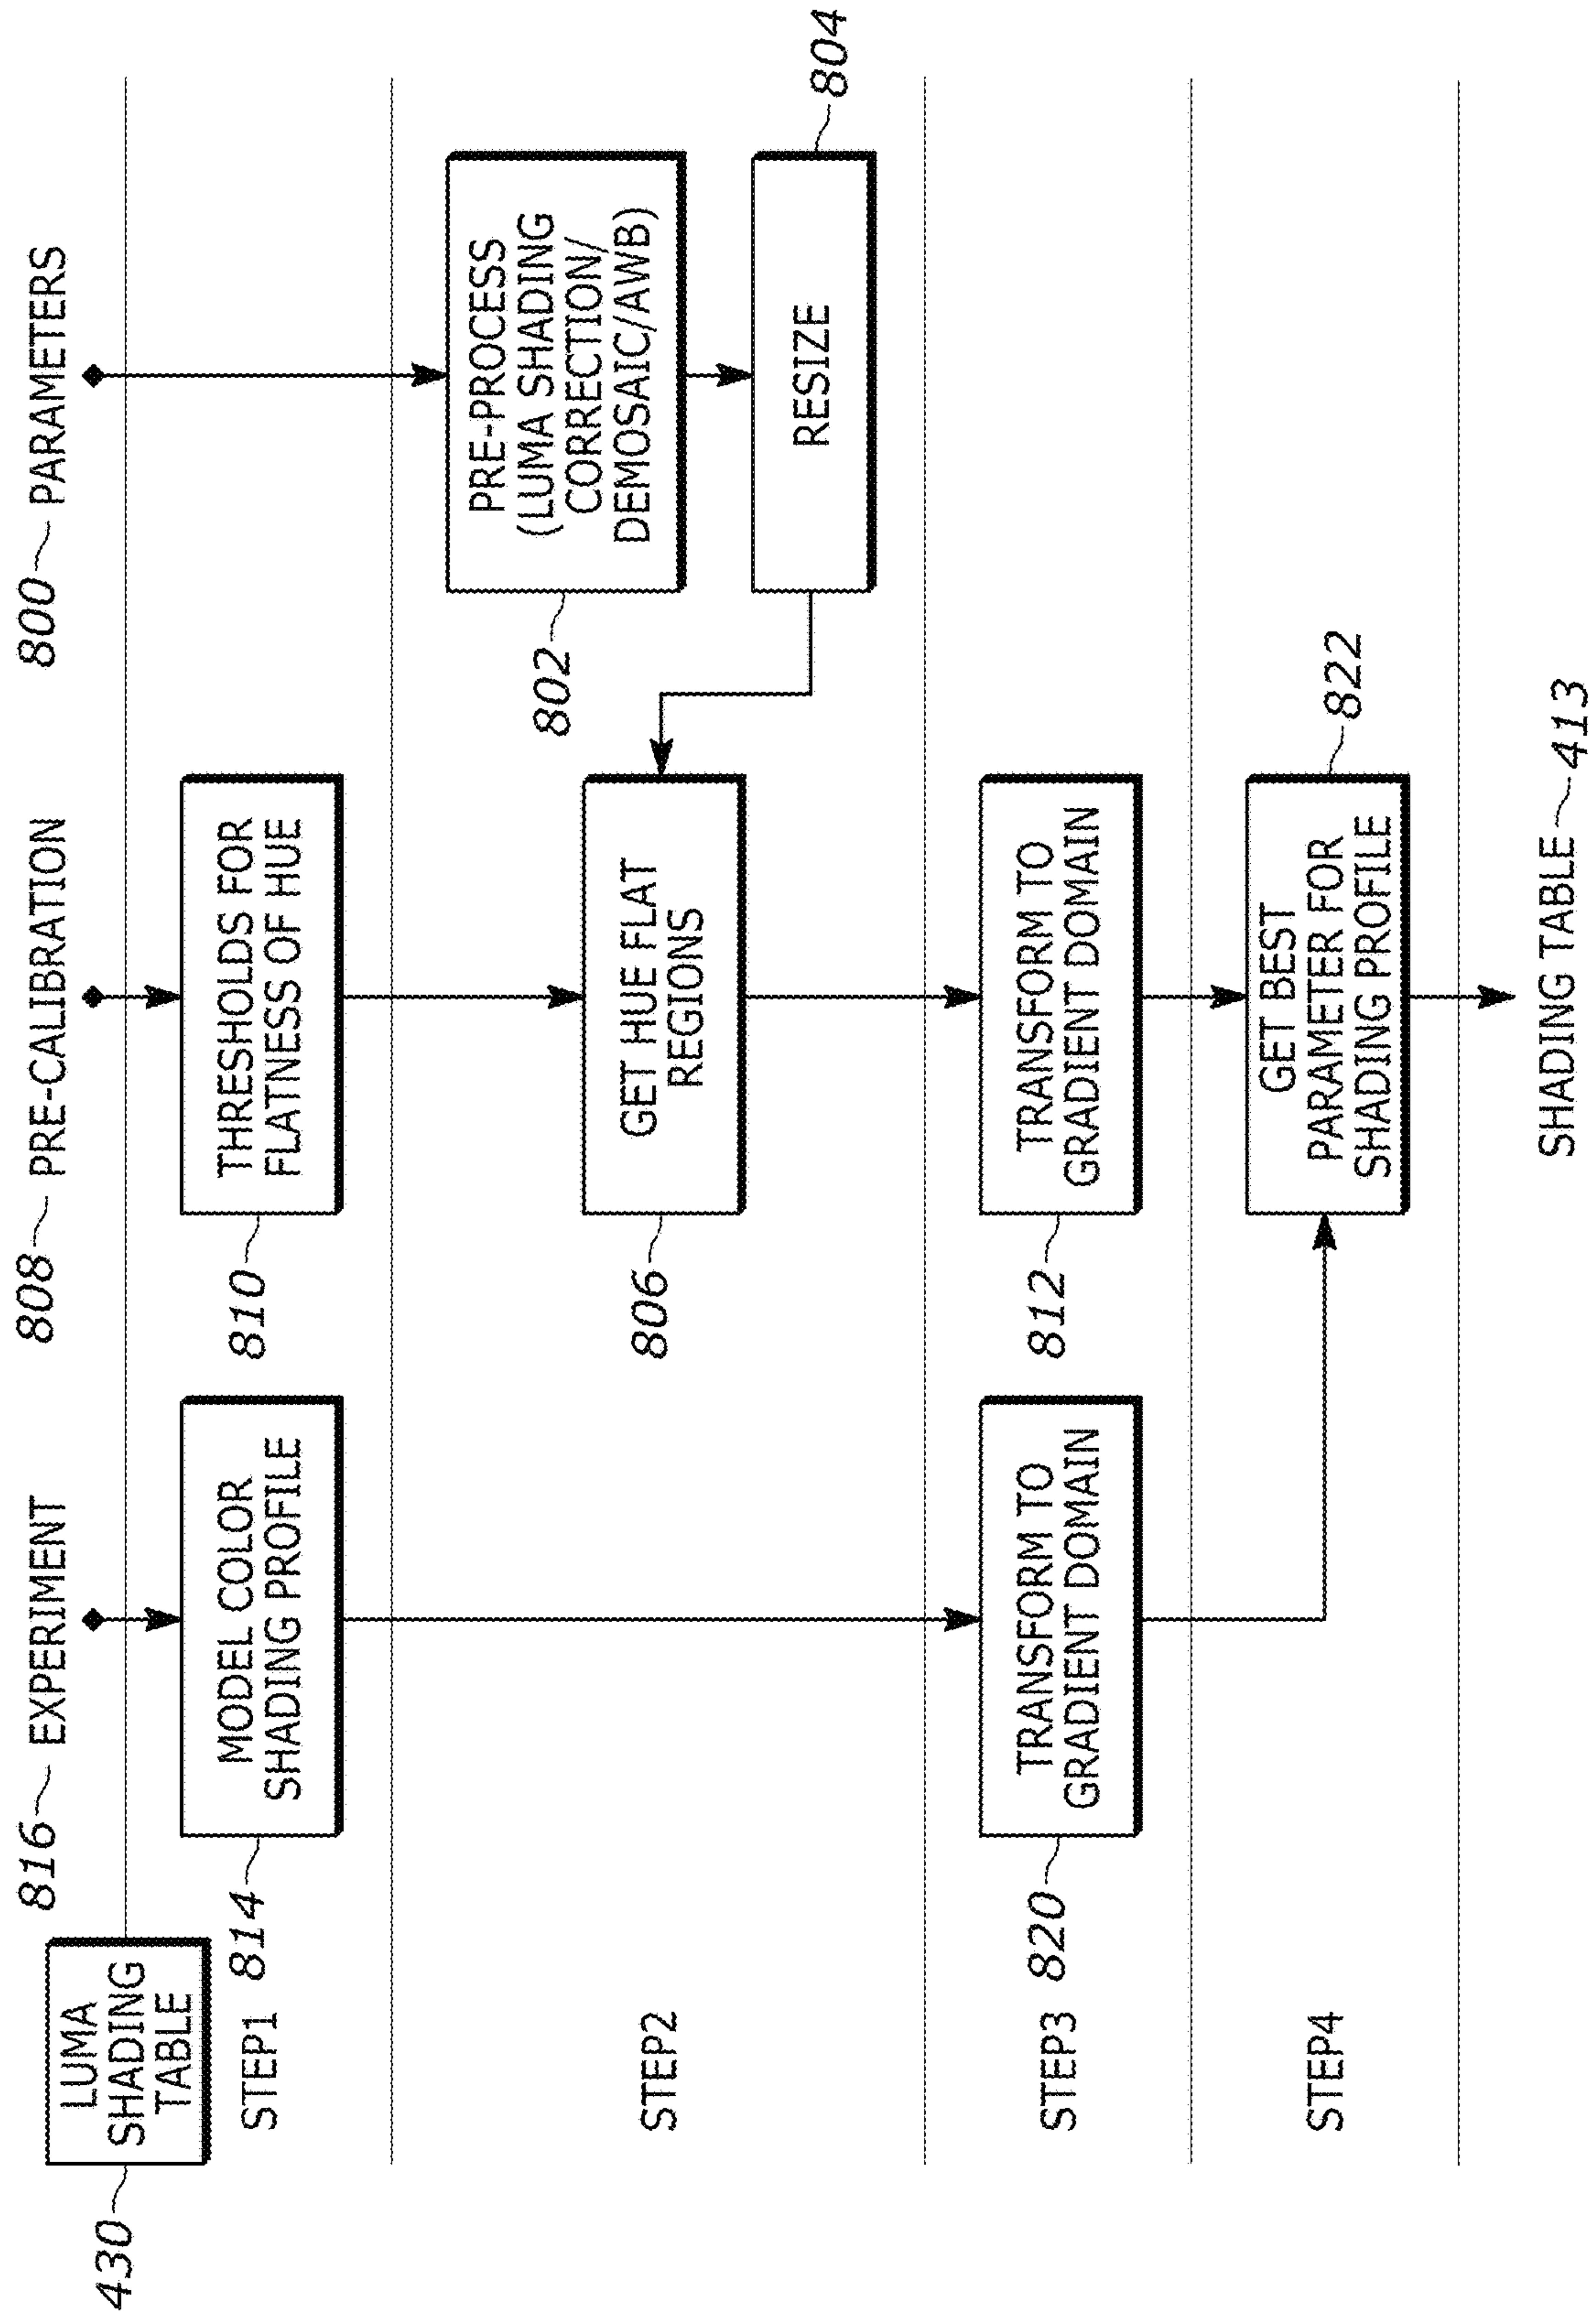 816 EXPERIMENT
808 PRE-CALIBRATION
800 PARAMETERS
430
LUMA
SHADING
TABLE
STEP1
814
MODEL COLOR
SHADING PROFILE
810
THRESHOLDS FOR
FLATNESS OF HUE
STEP2
806
GET HUE FLAT
REGIONS
802
PRE-PROCESS
(LUMA SHADING
CORRECTION/
DEMOSAIC/AWB)
RESIZE
804
STEP3
820
TRANSFORM TO
GRADIENT DOMAIN
812
TRANSFORM TO
GRADIENT DOMAIN
STEP4
GET BEST
PARAMETER FOR
SHADING PROFILE
822
SHADING TABLE 413